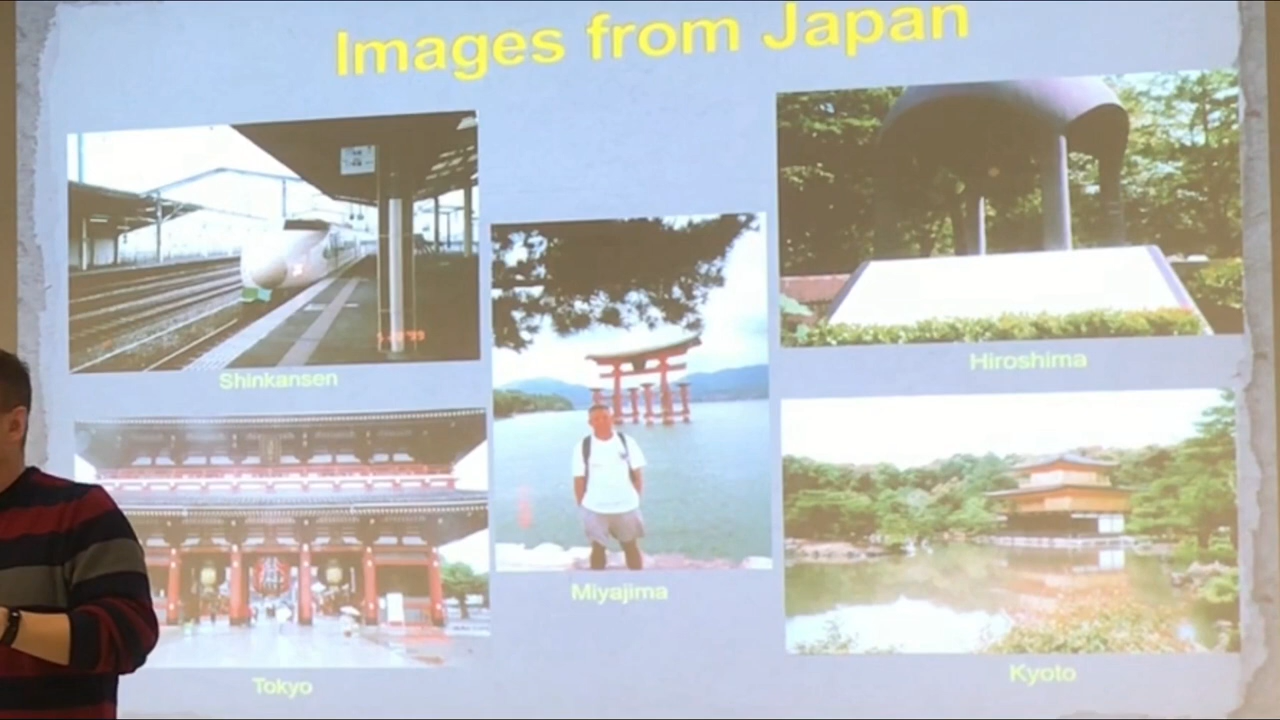 Images from Japan
Shinkansen
Hiroshima
Miyajima
Tokyo
Kyoto